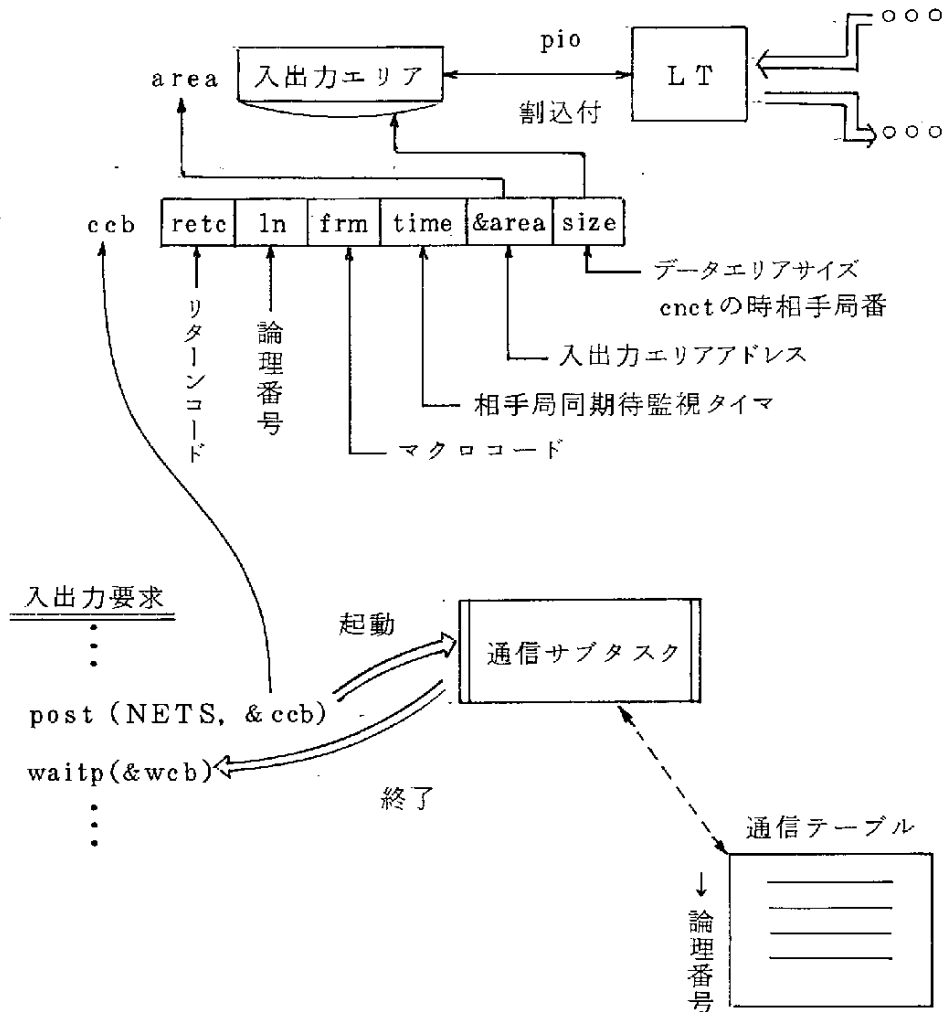 pio
area
入出力エリア
LT
割込付
ccb
retc
ln
frm
time
&area
size
データエリアサイズ
cnctの時相手局番
入出力エリアアドレス
相手局同期待監視タイマ
マクロコード
論理番号
リターンコード
入出力要求
起動
通信サブタスク
post (NETS, &ccb)
waitp(&wcb)
終了
通信テーブル
論理番号